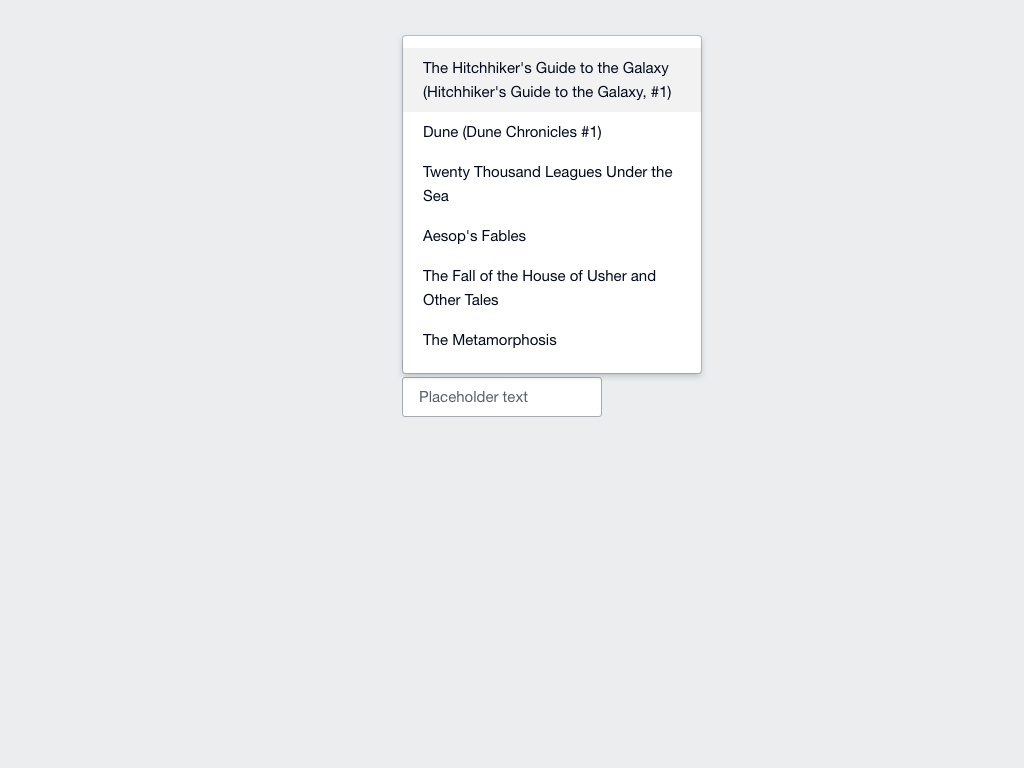 The Hitchhiker's Guide to the Galaxy
(Hitchhiker's Guide to the Galaxy, #1)
Dune (Dune Chronicles #1)
Twenty Thousand Leagues Under the
Sea
Aesop's Fables
The Fall of the House of Usher and
Other Tales
The Metamorphosis
Placeholder text